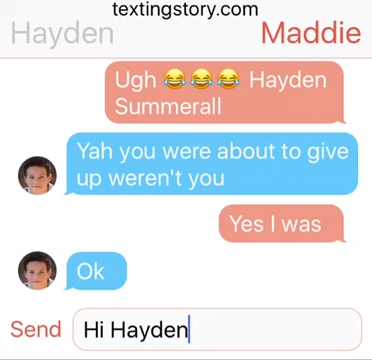 textingstory.com
Hayden Maddie
Ugh 😂😂😂 Hayden
Summerall
Yah you were about to give
up weren't you
Yes I was
Ok
Send Hi Hayden